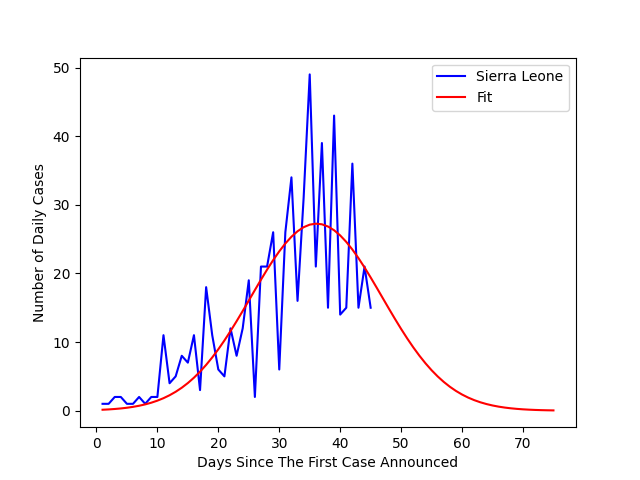 Sierra Leone
Fit
50
40
30
20
10
0
Number of Daily Cases
0 10 20 30 40 50 60 70
Days Since The First Case Announced